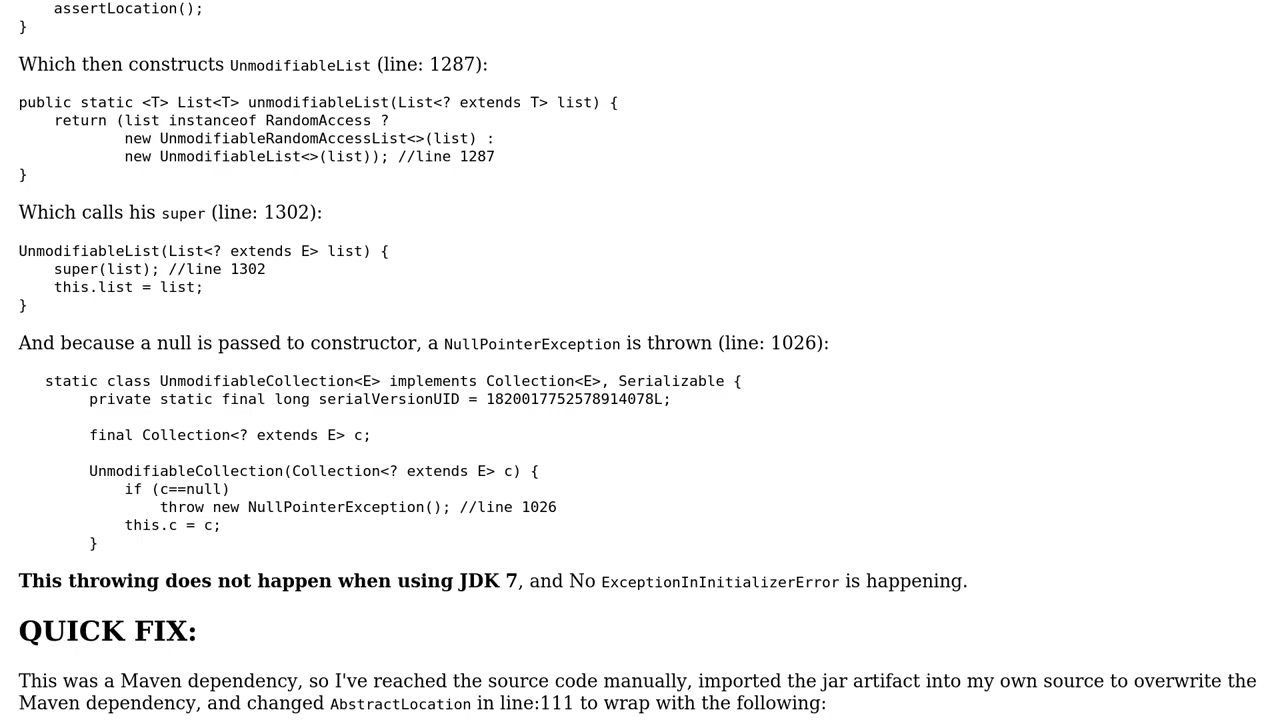 assertLocation();
}
Which then constructs UnmodifiableList (line: 1287):
public static <T> List<T> unmodifiableList(List<? extends T> list) {
    return (list instanceof RandomAccess ?
            new UnmodifiableRandomAccessList<>(list) :
            new UnmodifiableList<>(list)); //line 1287
}
Which calls his super (line: 1302):
UnmodifiableList(List<? extends E> list) {
    super(list); //line 1302
    this.list = list;
}
And because a null is passed to constructor, a NullPointerException is thrown (line: 1026):
   static class UnmodifiableCollection<E> implements Collection<E>, Serializable {
        private static final long serialVersionUID = 1820017752578914078L;
        final Collection<? extends E> c;
        UnmodifiableCollection(Collection<? extends E> c) {
            if (c==null)
                throw new NullPointerException(); //line 1026
            this.c = c;
        }
This throwing does not happen when using JDK 7, and No ExceptionInInitializerError is happening.
QUICK FIX:
This was a Maven dependency, so I've reached the source code manually, imported the jar artifact into my own source to overwrite the
Maven dependency, and changed AbstractLocation in line:111 to wrap with the following: